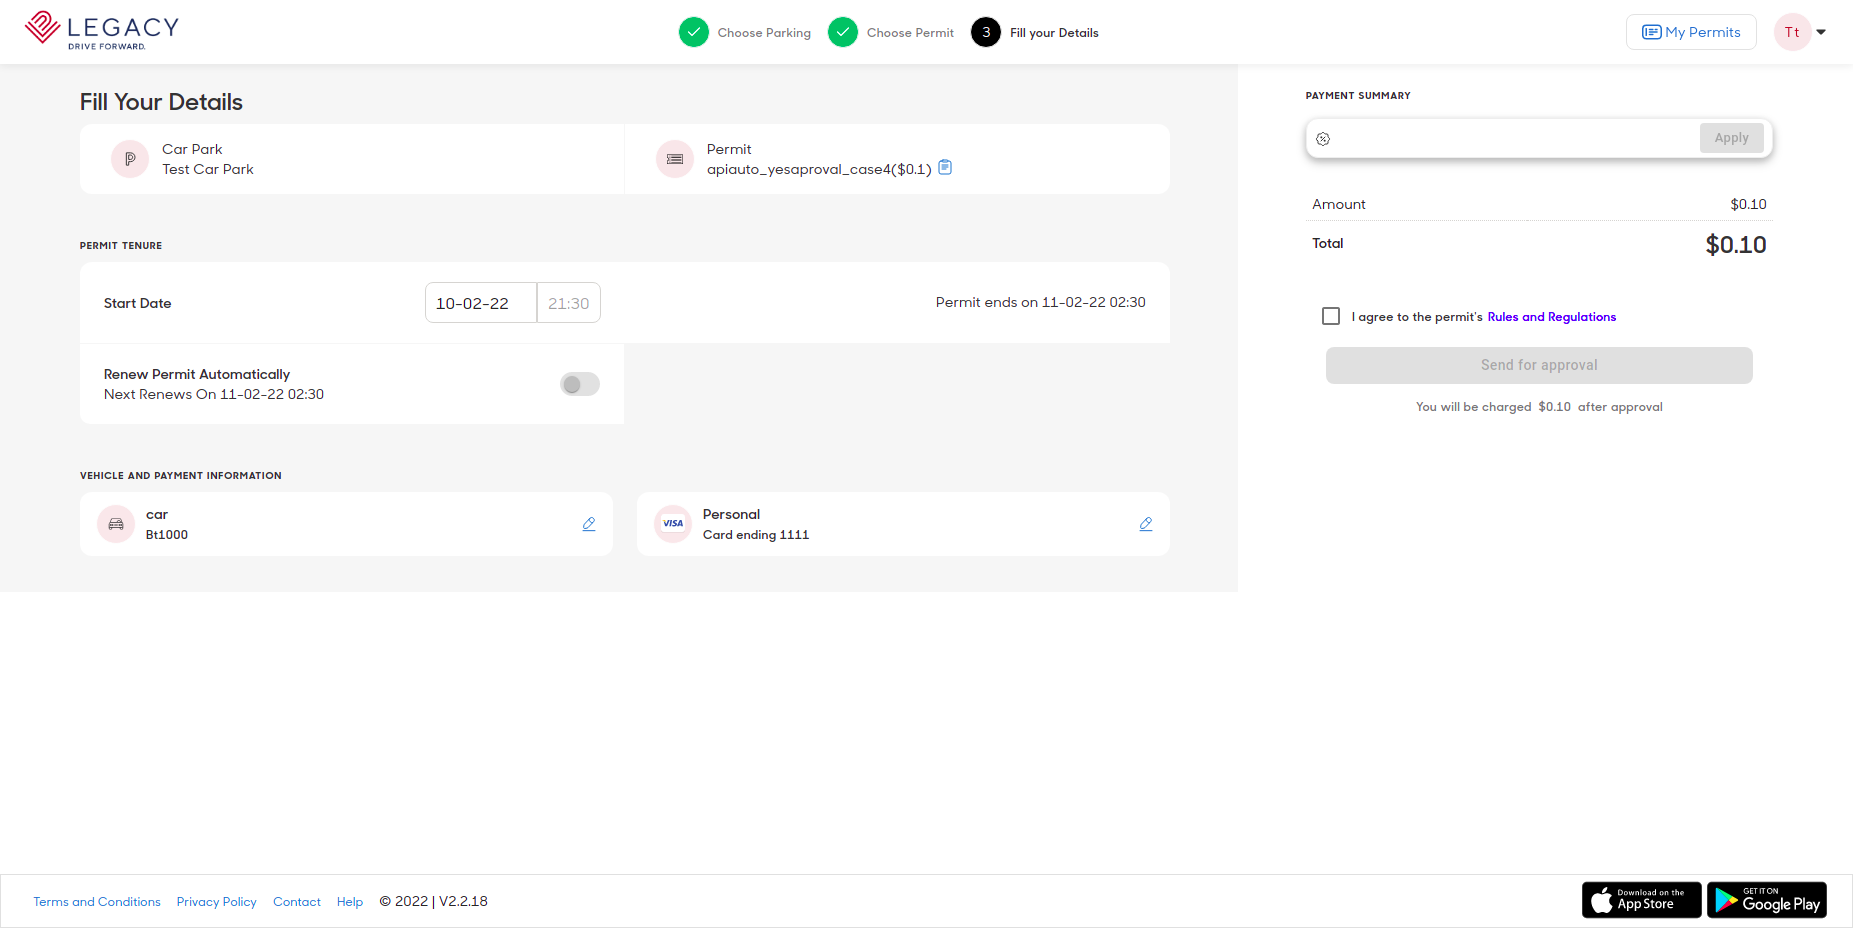 LEGACY
DRIVE FORWARD.
Choose Parking
Choose Permit
3
Fill your Details
My Permits
Tt
Fill Your Details
P
Car Park
Test Car Park
Permit
apiauto_yesaproval_case4($0.1)
PERMIT TENURE
Start Date
10-02-22
21:30
Permit ends on 11-02-22 02:30
Renew Permit Automatically
Next Renews On 11-02-22 02:30
VEHICLE AND PAYMENT INFORMATION
car
Bt1000
VISA
Personal
Card ending 1111
PAYMENT SUMMARY
Apply
Amount
$0.10
Total
$0.10
I agree to the permit's Rules and Regulations
Send for approval
You will be charged $0.10 after approval
Terms and Conditions
Privacy Policy
Contact
Help
© 2022 | V2.2.18
Download on the
App Store
GET IT ON
Google Play